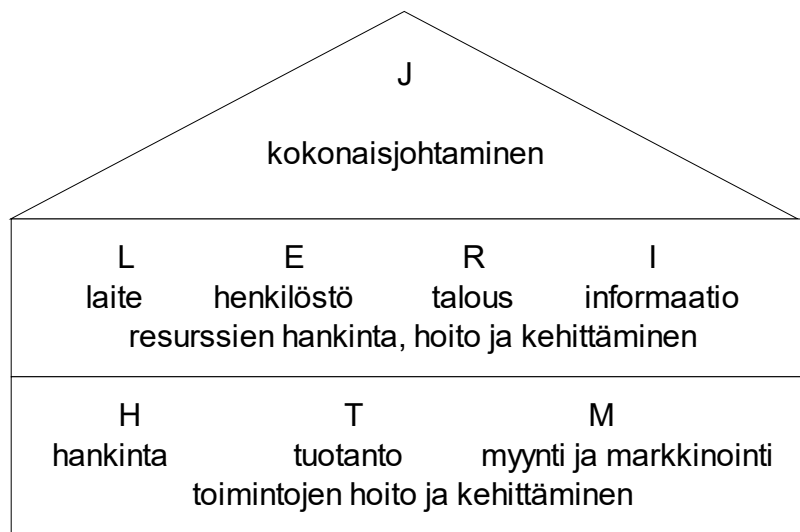 J
kokonaisjohtaminen
L E R I
laite henkilöstö talous informaatio
resurssien hankinta, hoito ja kehittäminen
H T M
hankinta tuotanto myynti ja markkinointi
toimintojen hoito ja kehittäminen